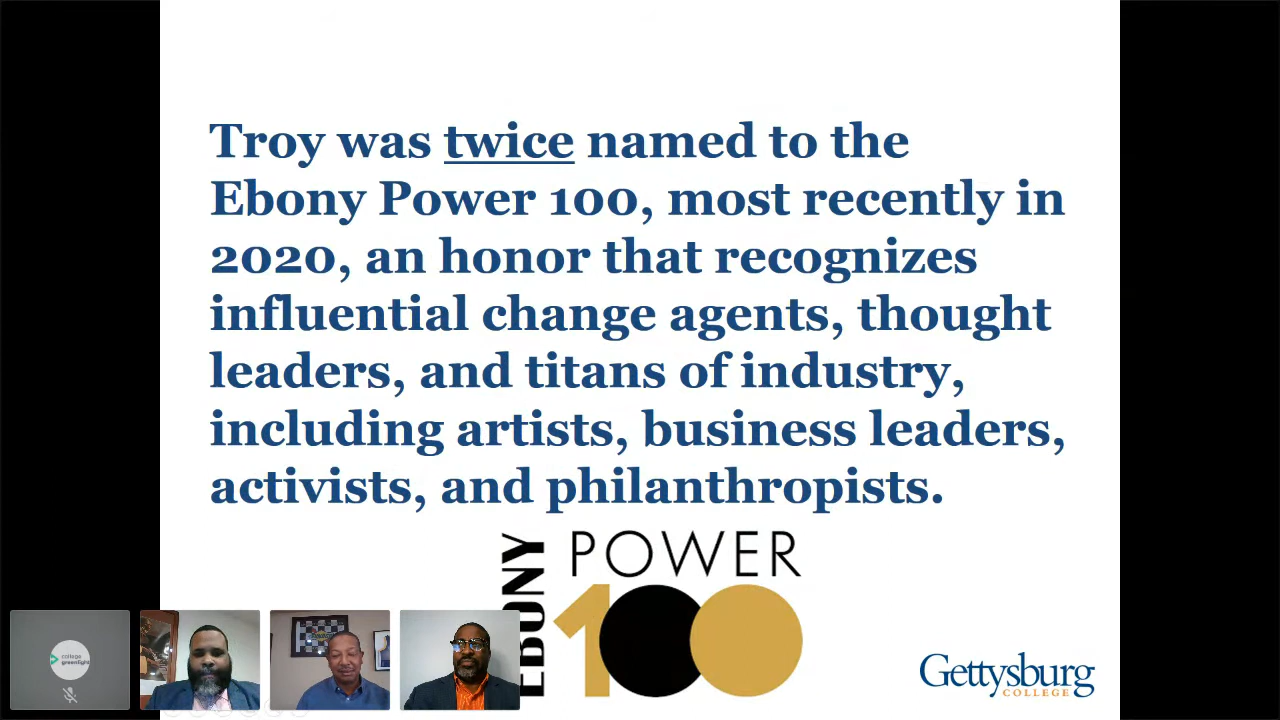 Troy was twice named to the
Ebony Power 100, most recently in
2020, an honor that recognizes
influential change agents, thought
leaders, and titans of industry,
including artists, business leaders,
activists, and philanthropists.
EBONY
POWER
100
college
greenlight
Gettysburg
COLLEGE